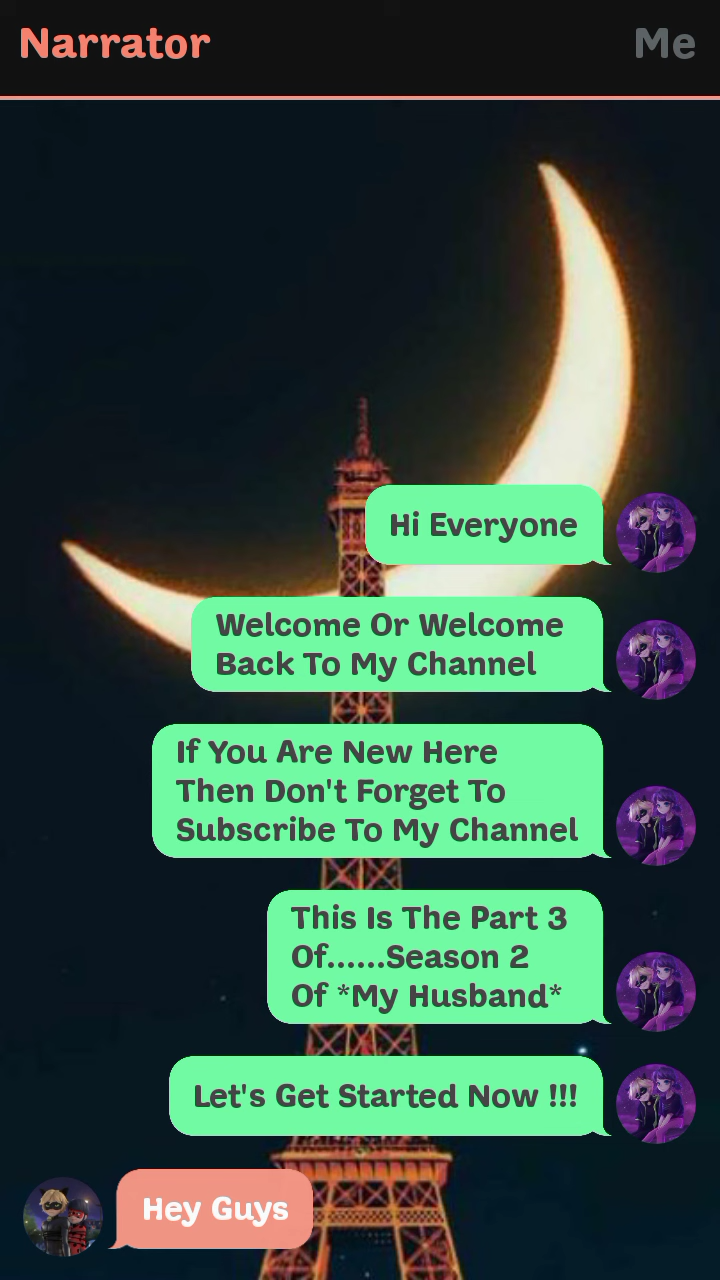 Narrator
Me
Hi Everyone
Welcome Or Welcome
Back To My Channel
If You Are New Here
Then Don't Forget To
Subscribe To My Channel
This Is The Part 3
Of......Season 2
Of *My Husband*
Let's Get Started Now !!!
Hey Guys